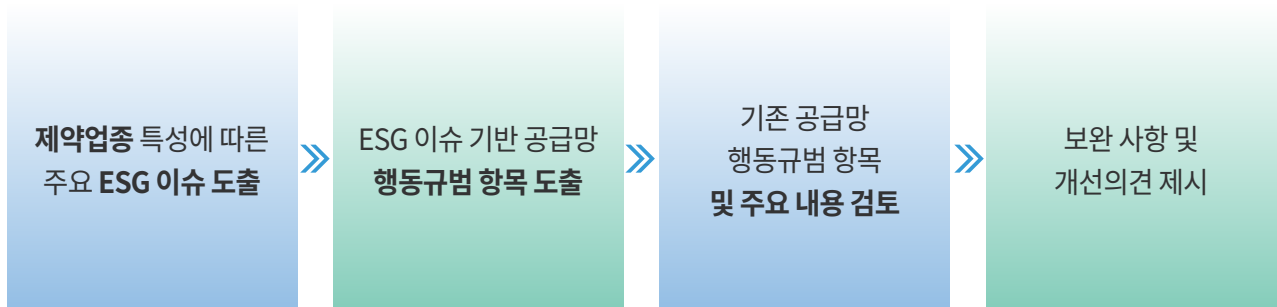 제약업종 특성에 따른
주요 ESG 이슈 도출
ESG 이슈 기반 공급망
행동규범 항목 도출
기존 공급망
행동규범 항목
및 주요 내용 검토
보완 사항 및
개선의견 제시